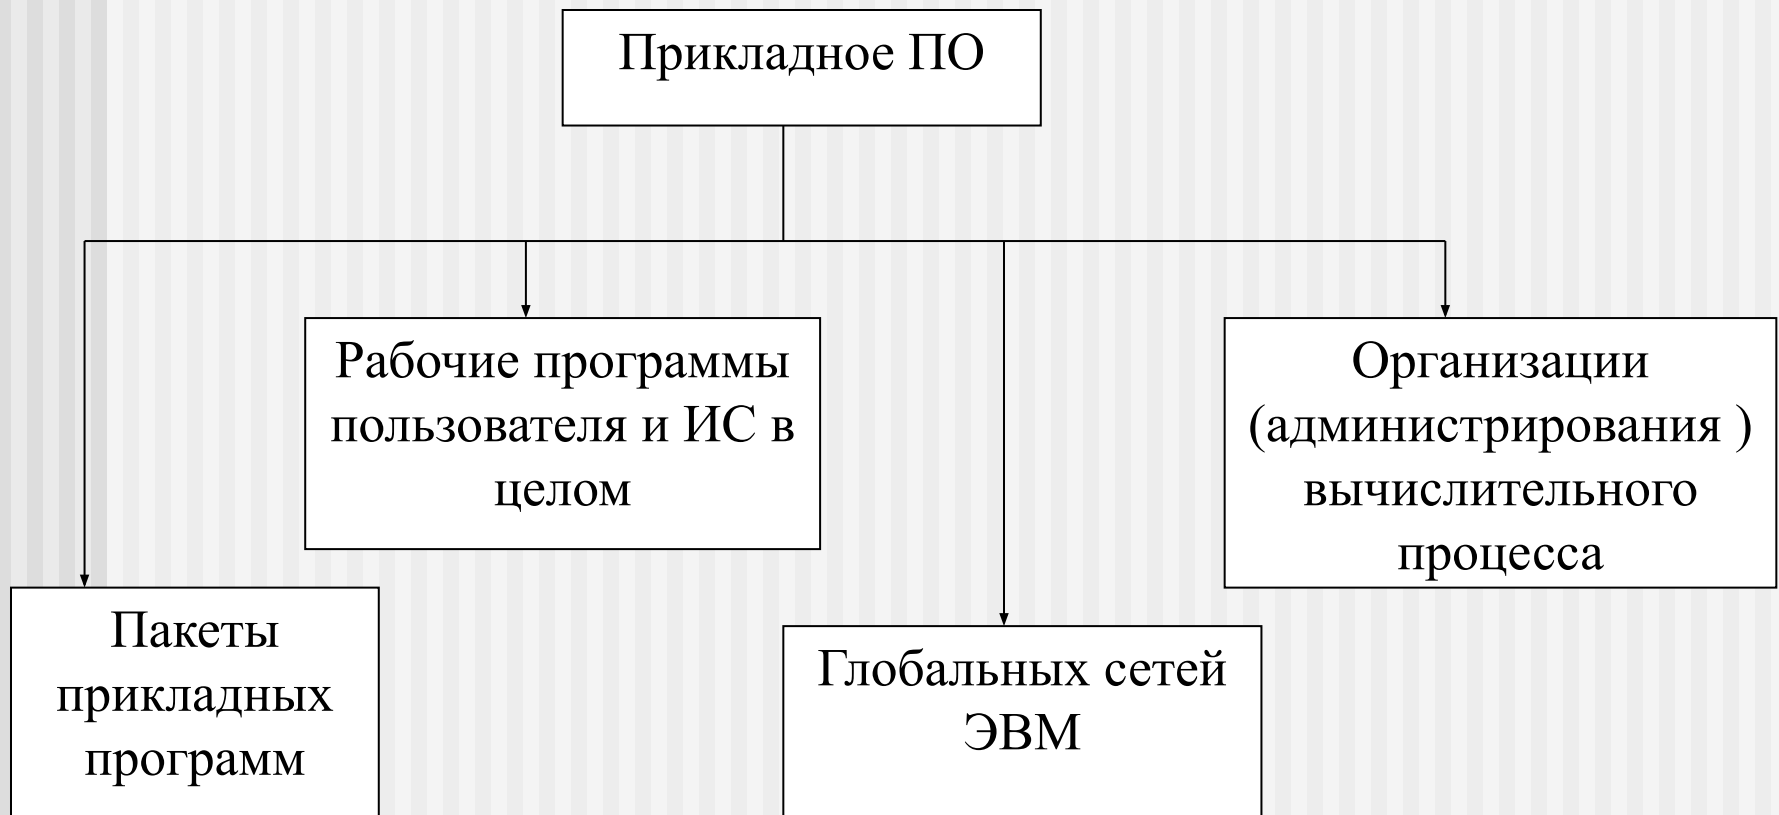 Прикладное ПО
Рабочие программы
пользователя и ИС в
целом
Организации
(администрирования )
вычислительного
процесса
Пакеты
прикладных
программ
Глобальных сетей
ЭВМ